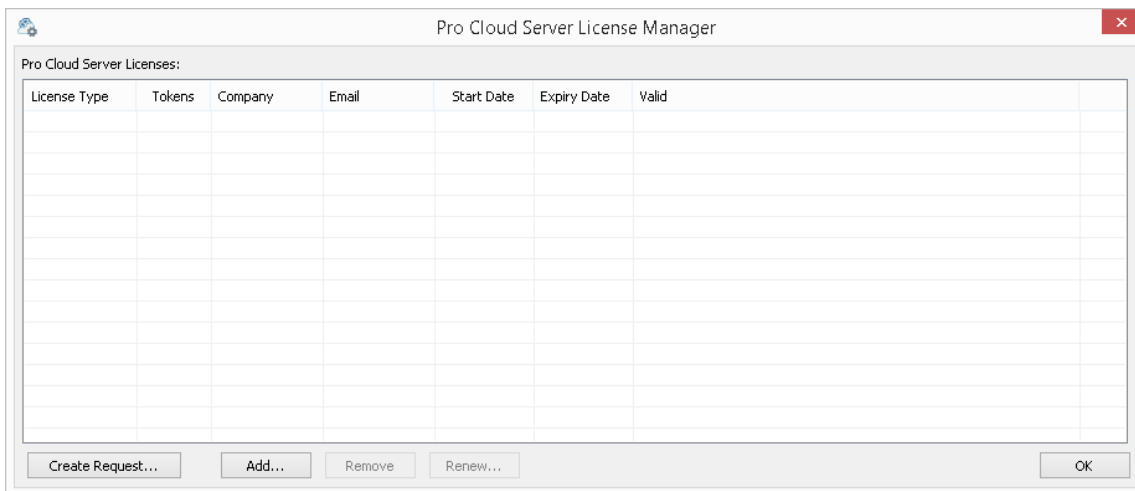 Pro Cloud Server License Manager
Pro Cloud Server Licenses:
License Type Tokens Company Email Start Date Expiry Date Valid
Create Request... Add... Remove Renew... OK